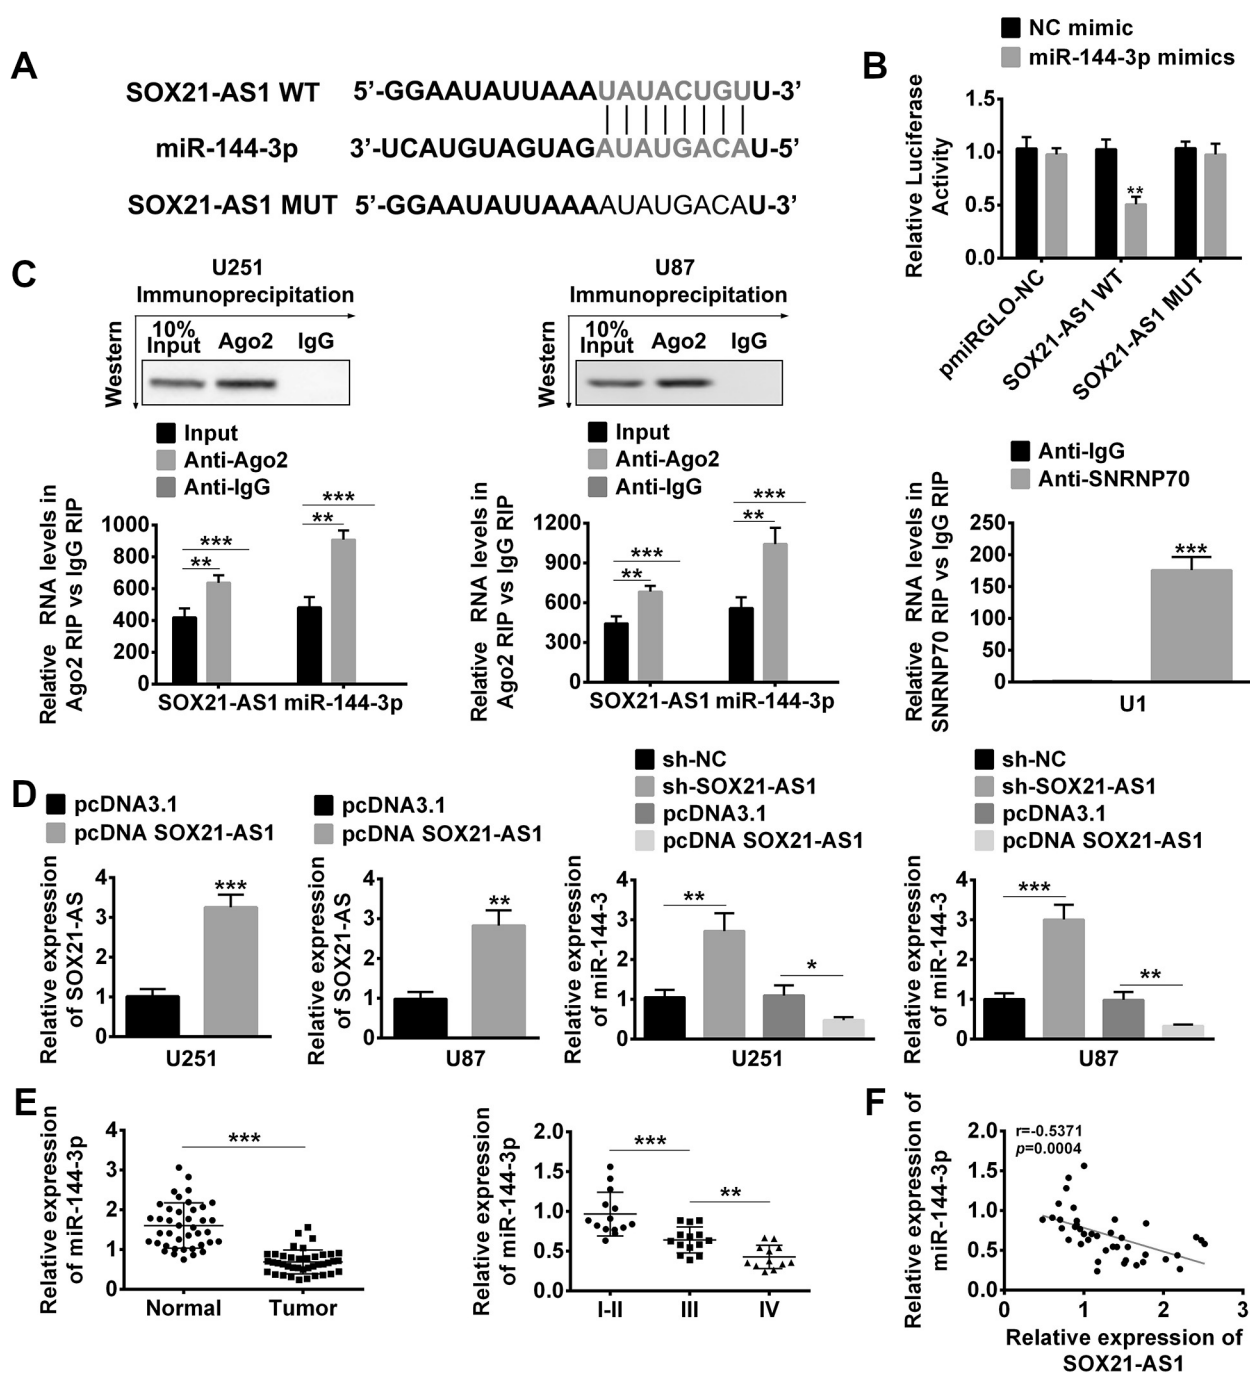 A
SOX21-AS1 WT 5’-GGAAUAUUAAAUAUACUGUU-3’
miR-144-3p 3’-UCAUGUAGUAGAUAUGACAU-5’
SOX21-AS1 MUT 5’-GGAAUAUUAAAAUAUGACAU-3’
B
NC mimic
miR-144-3p mimics
Relative Luciferase
Activity
1.5
1.0
0.5
0.0
**
pmiRGLO-NC
SOX21-AS1 WT
SOX21-AS1 MUT
C
U251
Immunoprecipitation
Western
10%
Input Ago2 IgG
Input
Anti-Ago2
Anti-IgG
Relative RNA levels in
Ago2 RIP vs IgG RIP
1000
800
600
400
200
0
***
**
***
**
SOX21-AS1 miR-144-3p
U87
Immunoprecipitation
Western
10%
Input Ago2 IgG
Input
Anti-Ago2
Anti-IgG
Relative RNA levels in
Ago2 RIP vs IgG RIP
1200
900
600
300
0
***
**
***
**
SOX21-AS1 miR-144-3p
Anti-IgG
Anti-SNRNP70
Relative RNA levels in
SNRNP70 RIP vs IgG RIP
250
200
150
100
50
0
***
U1
D
pcDNA3.1
pcDNA SOX21-AS1
Relative expression
of SOX21-AS
4
3
2
1
0
***
U251
pcDNA3.1
pcDNA SOX21-AS1
Relative expression
of SOX21-AS
4
3
2
1
0
**
U87
sh-NC
sh-SOX21-AS1
pcDNA3.1
pcDNA SOX21-AS1
Relative expression
of miR-144-3
4
3
2
1
0
**
*
U251
sh-NC
sh-SOX21-AS1
pcDNA3.1
pcDNA SOX21-AS1
Relative expression
of miR-144-3
4
3
2
1
0
***
**
U87
E
Relative expression
of miR-144-3p
4
3
2
1
0
***
Normal Tumor
Relative expression
of miR-144-3p
2.0
1.5
1.0
0.5
0.0
***
**
I-II III IV
F
Relative expression of
miR-144-3p
2.0
1.5
1.0
0.5
0.0
r=-0.5371
p=0.0004
0 1 2 3
Relative expression of
SOX21-AS1